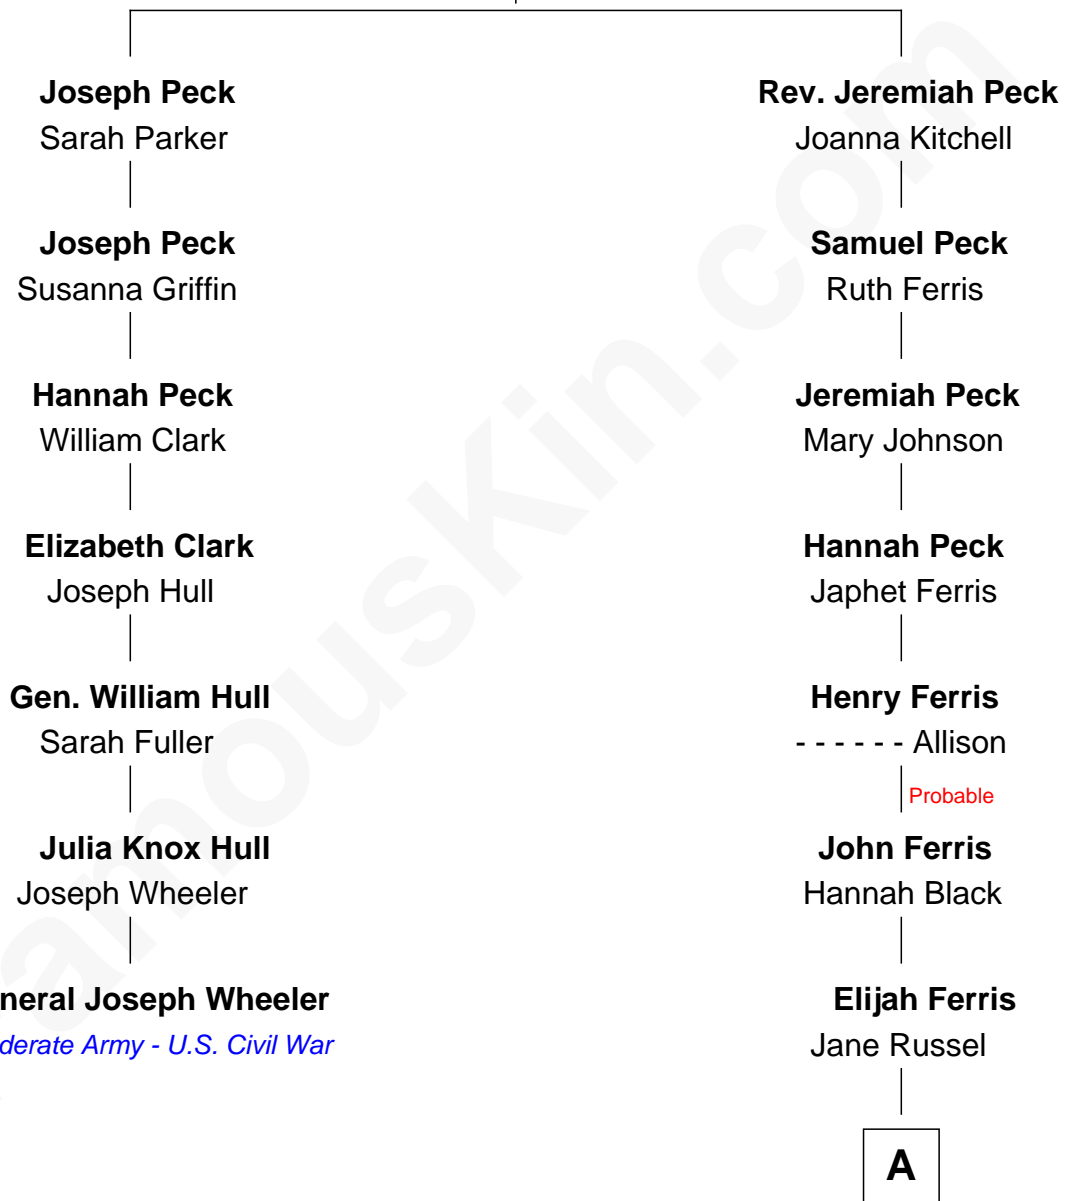 Joseph Peck
Sarah Parker
Rev. Jeremiah Peck
Joanna Kitchell
Joseph Peck
Susanna Griffin
Samuel Peck
Ruth Ferris
Hannah Peck
William Clark
Jeremiah Peck
Mary Johnson
Elizabeth Clark
Joseph Hull
Hannah Peck
Japhet Ferris
Gen. William Hull
Sarah Fuller
Henry Ferris
- - - - - - Allison
Probable
Julia Knox Hull
Joseph Wheeler
John Ferris
Hannah Black
neral Joseph Wheeler
derate Army - U.S. Civil War
Elijah Ferris
Jane Russel
A
amouskin.com